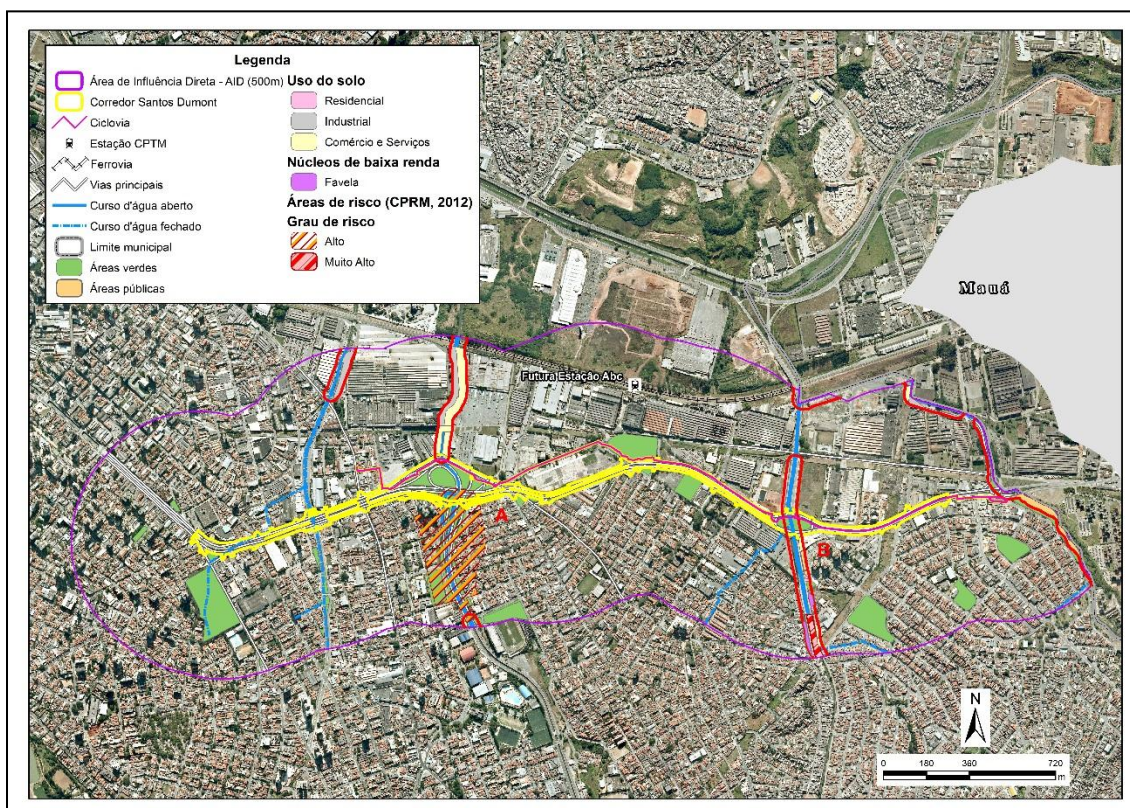 Legenda
Área de Influência Direta - AID (500m)
Corredor Santos Dumont
Ciclovia
Estação CPTM
Ferrovia
Vias principais
Curso d'água aberto
Curso d'água fechado
Limite municipal
Áreas verdes
Áreas públicas
Uso do solo
Residencial
Industrial
Comércio e Serviços
Núcleos de baixa renda
Favela
Áreas de risco (CPRM, 2012)
Grau de risco
Alto
Muito Alto
Mauá
Futura Estação Abc
A
B
N
0 180 360 720
m